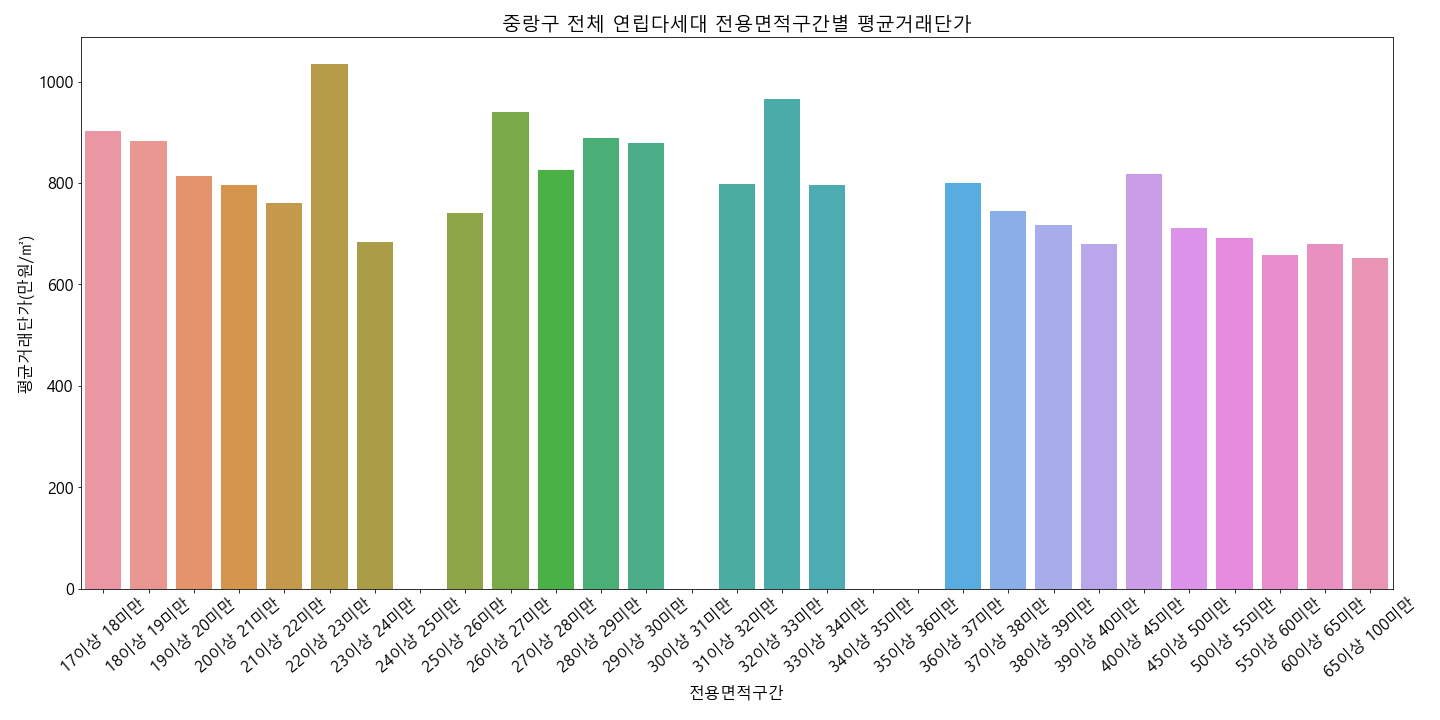 중랑구 전체 연립다세대 전용면적구간별 평균거래단가
평균거래단가(만원/㎡)
1000
800
600
400
200
0
17이상 18미만
18이상 19미만
19이상 20미만
20이상 21미만
21이상 22미만
22이상 23미만
23이상 24미만
24이상 25미만
25이상 26미만
26이상 27미만
27이상 28미만
28이상 29미만
29이상 30미만
30이상 31미만
31이상 32미만
32이상 33미만
33이상 34미만
34이상 35미만
35이상 36미만
36이상 37미만
37이상 38미만
38이상 39미만
39이상 40미만
40이상 45미만
45이상 50미만
50이상 55미만
55이상 60미만
60이상 65미만
65이상 100미만
전용면적구간